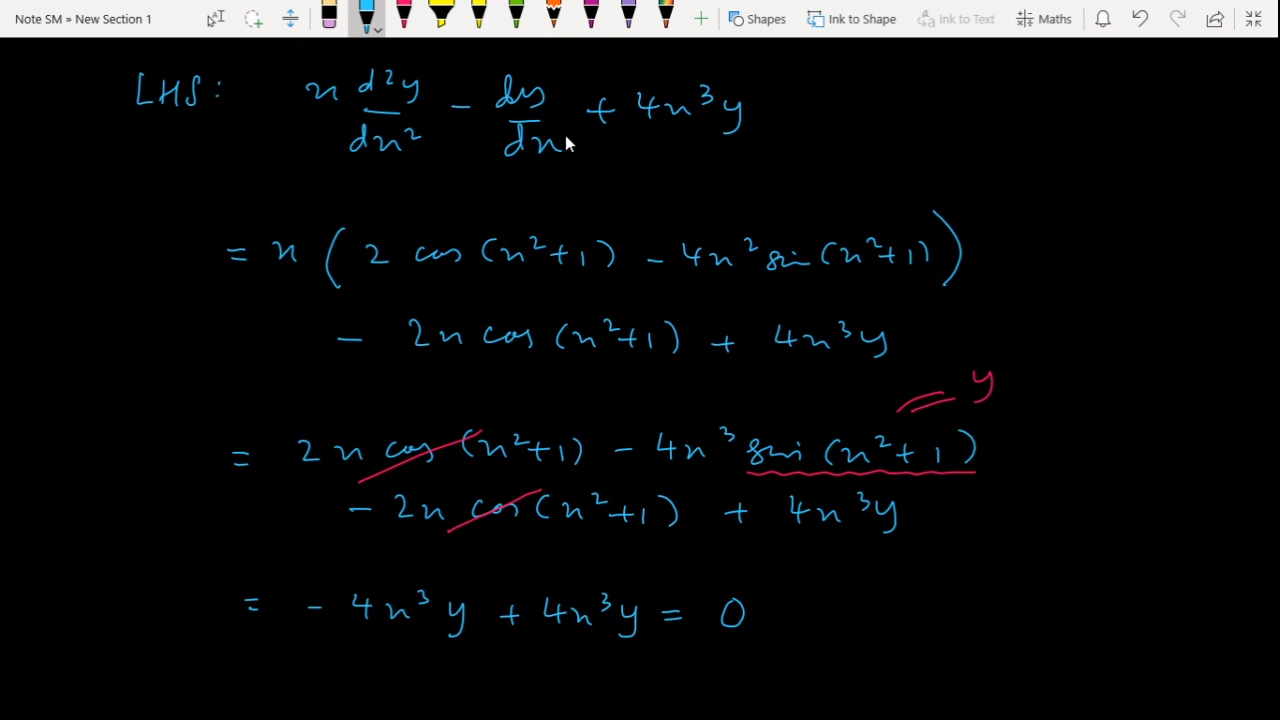 Note SM » New Section 1 Shapes Ink to Shape Ink to Text Maths
LHS: x d²y/dx² - dy/dx + 4x³y
= x ( 2 cos (x²+1) - 4x² sin (x²+1) )
- 2x cos (x²+1) + 4x³y
y
= 2x cos (x²+1) - 4x³ sin (x²+1)
- 2x cos (x²+1) + 4x³y
= - 4x³y + 4x³y = 0